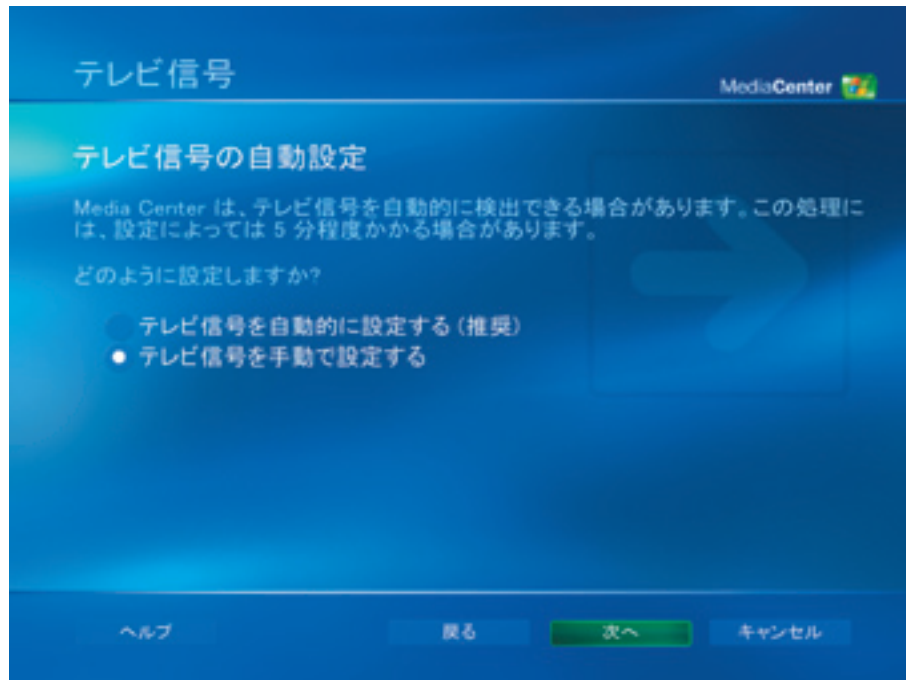 テレビ信号
MediaCenter
テレビ信号の自動設定
Media Center は、テレビ信号を自動的に検出できる場合があります。この処理に
は、設定によっては 5 分程度かかる場合があります。
どのように設定しますか?
テレビ信号を自動的に設定する (推奨)
テレビ信号を手動で設定する
ヘルプ 戻る 次へ キャンセル